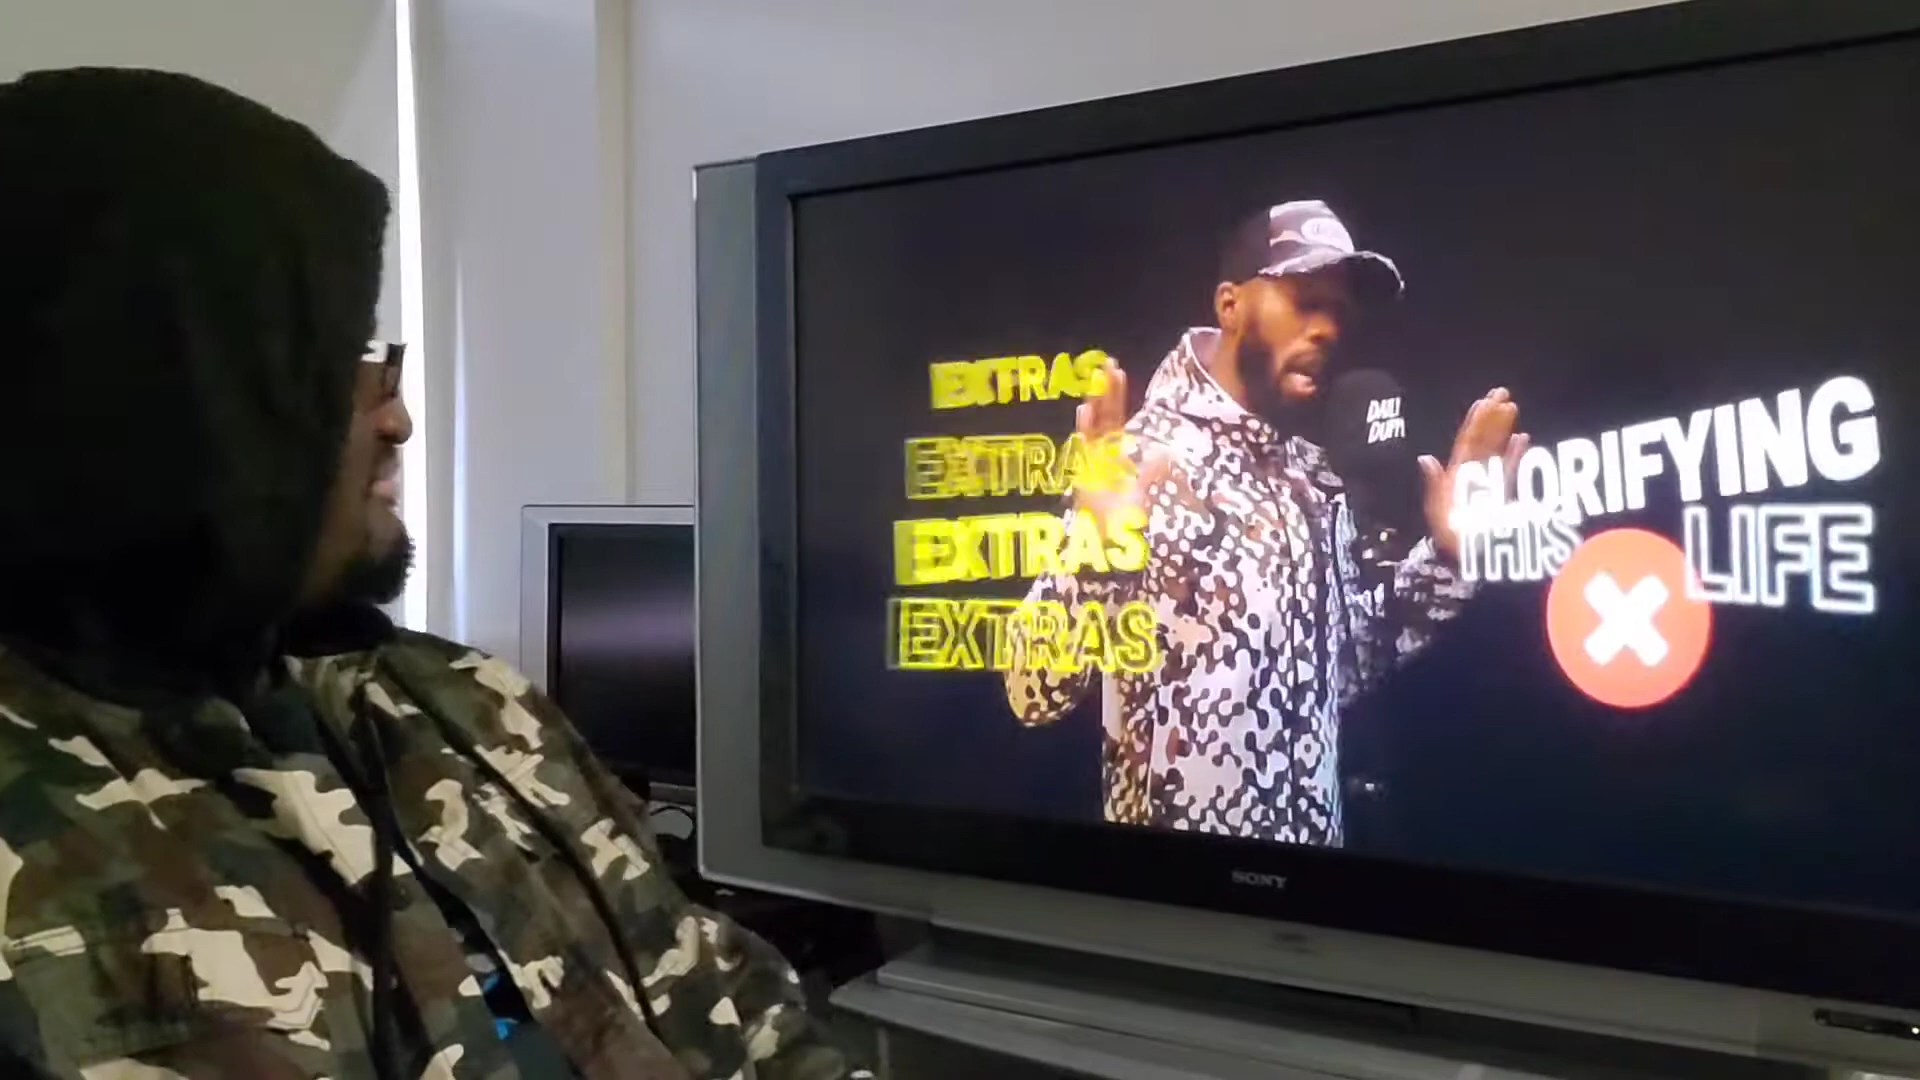 EXTRAS
EXTRAS
EXTRAS
EXTRAS
DAILY
DUPPY
GLORIFYING
THIS LIFE
SONY